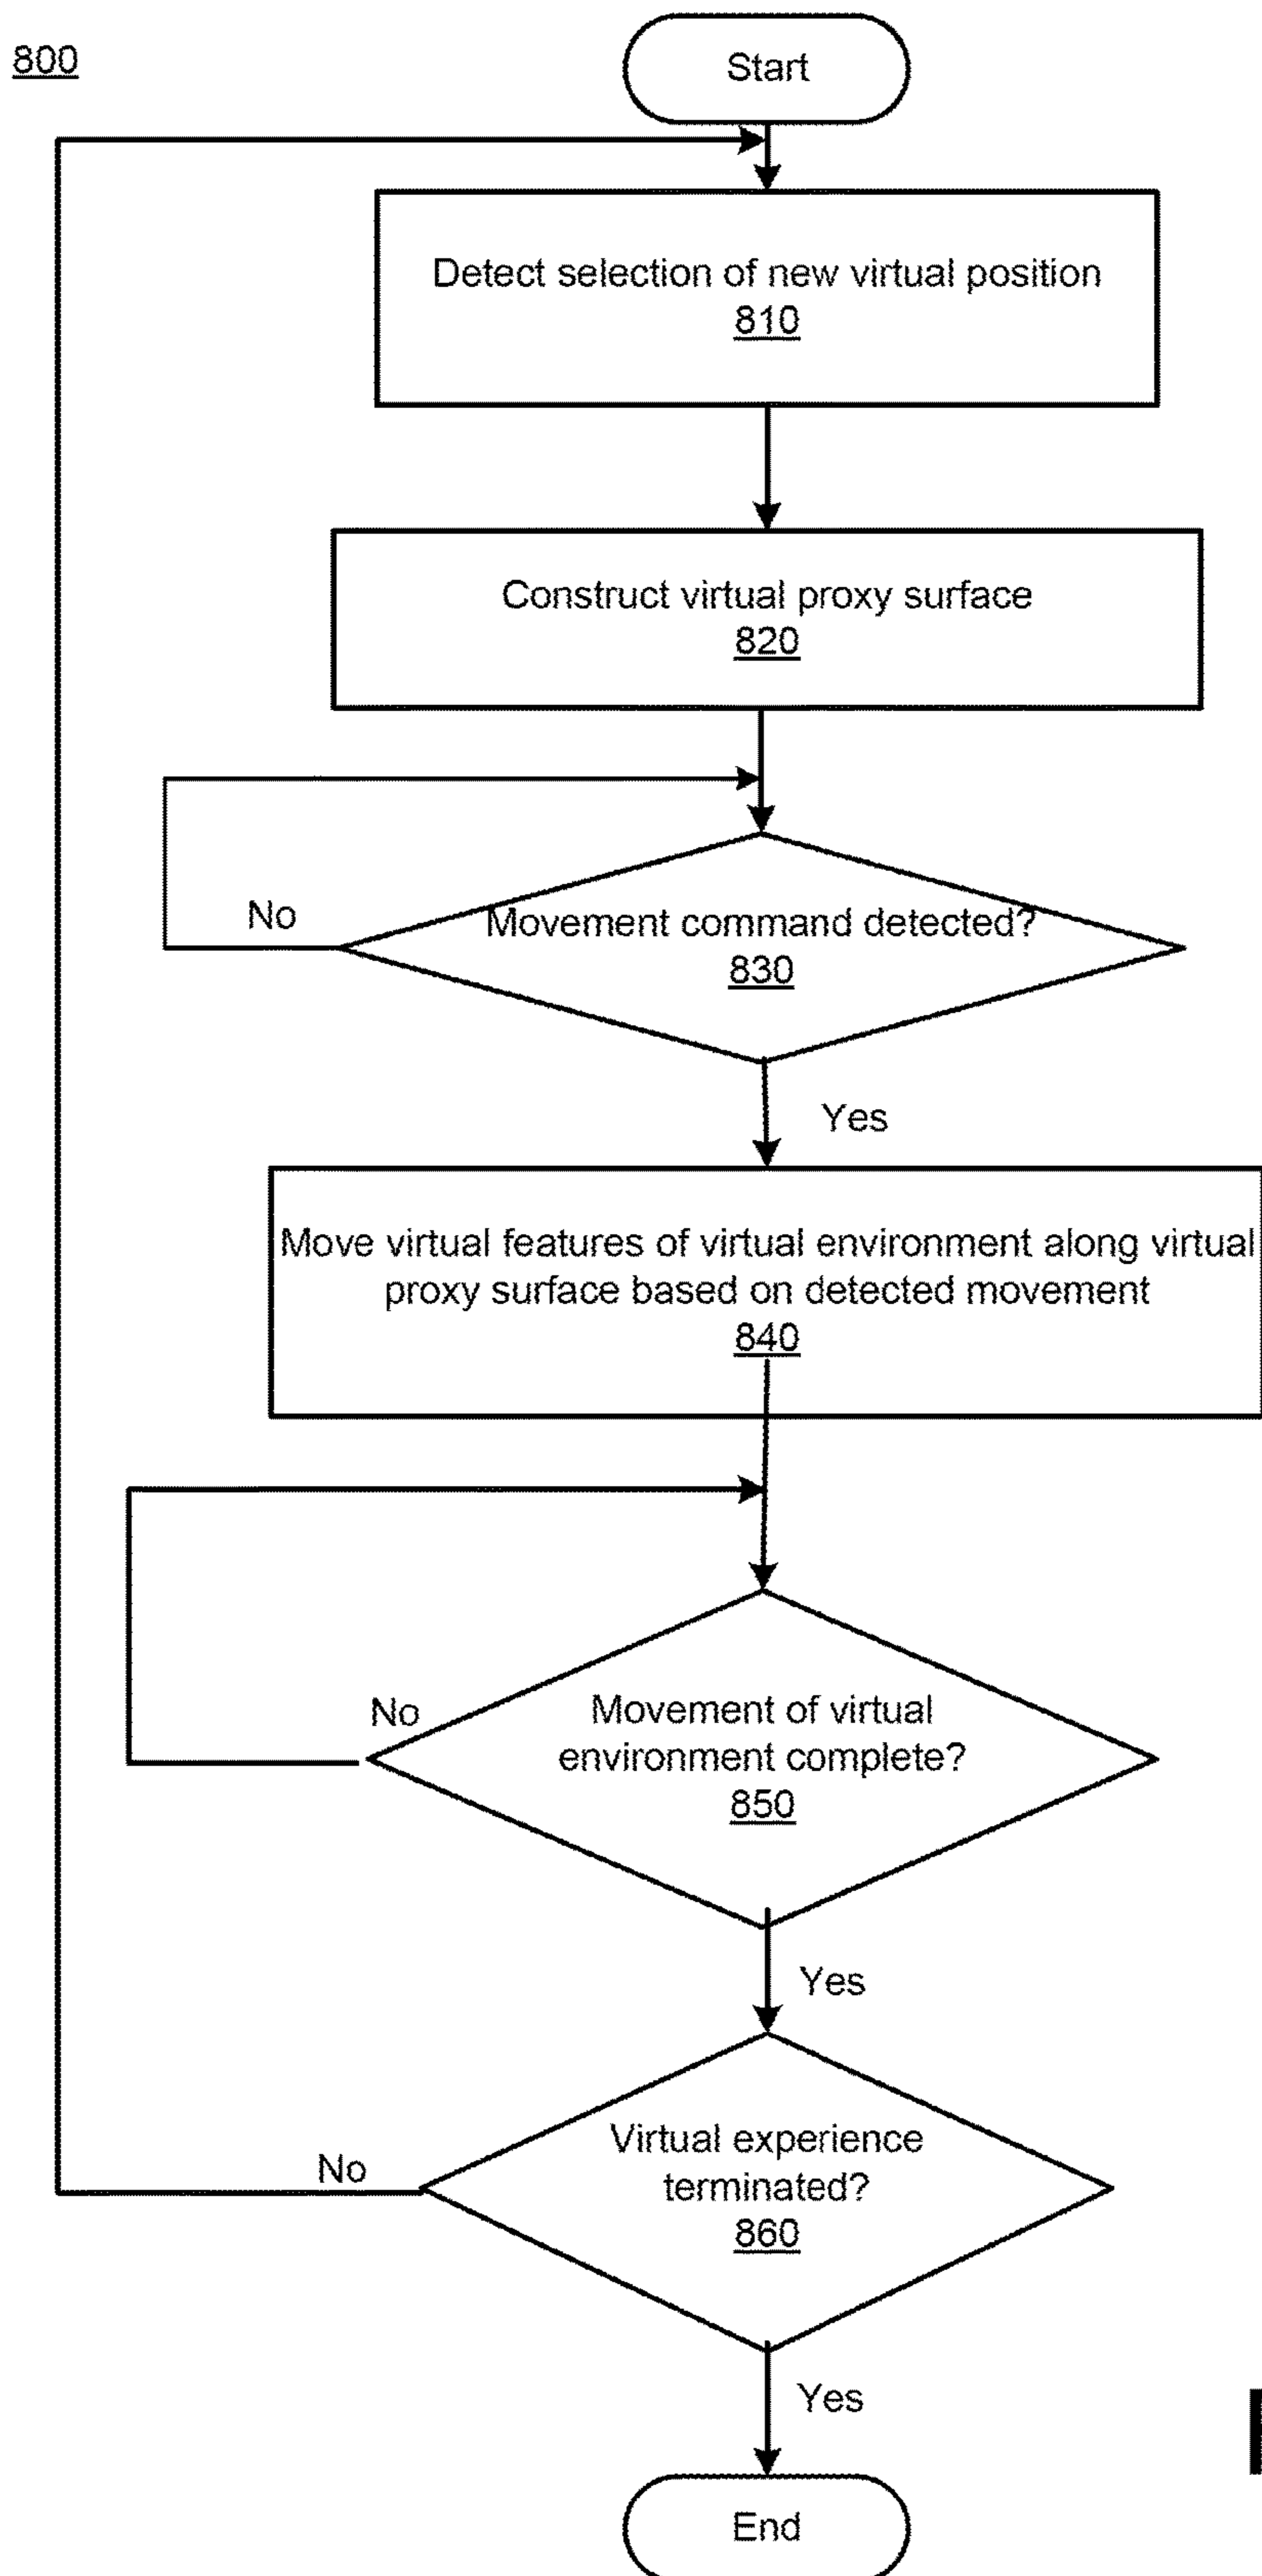 800
Start
Detect selection of new virtual position
810
Construct virtual proxy surface
820
No
Movement command detected?
830
Yes
Move virtual features of virtual environment along virtual
proxy surface based on detected movement
840
No
Movement of virtual
environment complete?
850
Yes
Virtual experience
terminated?
860
No
Yes
End